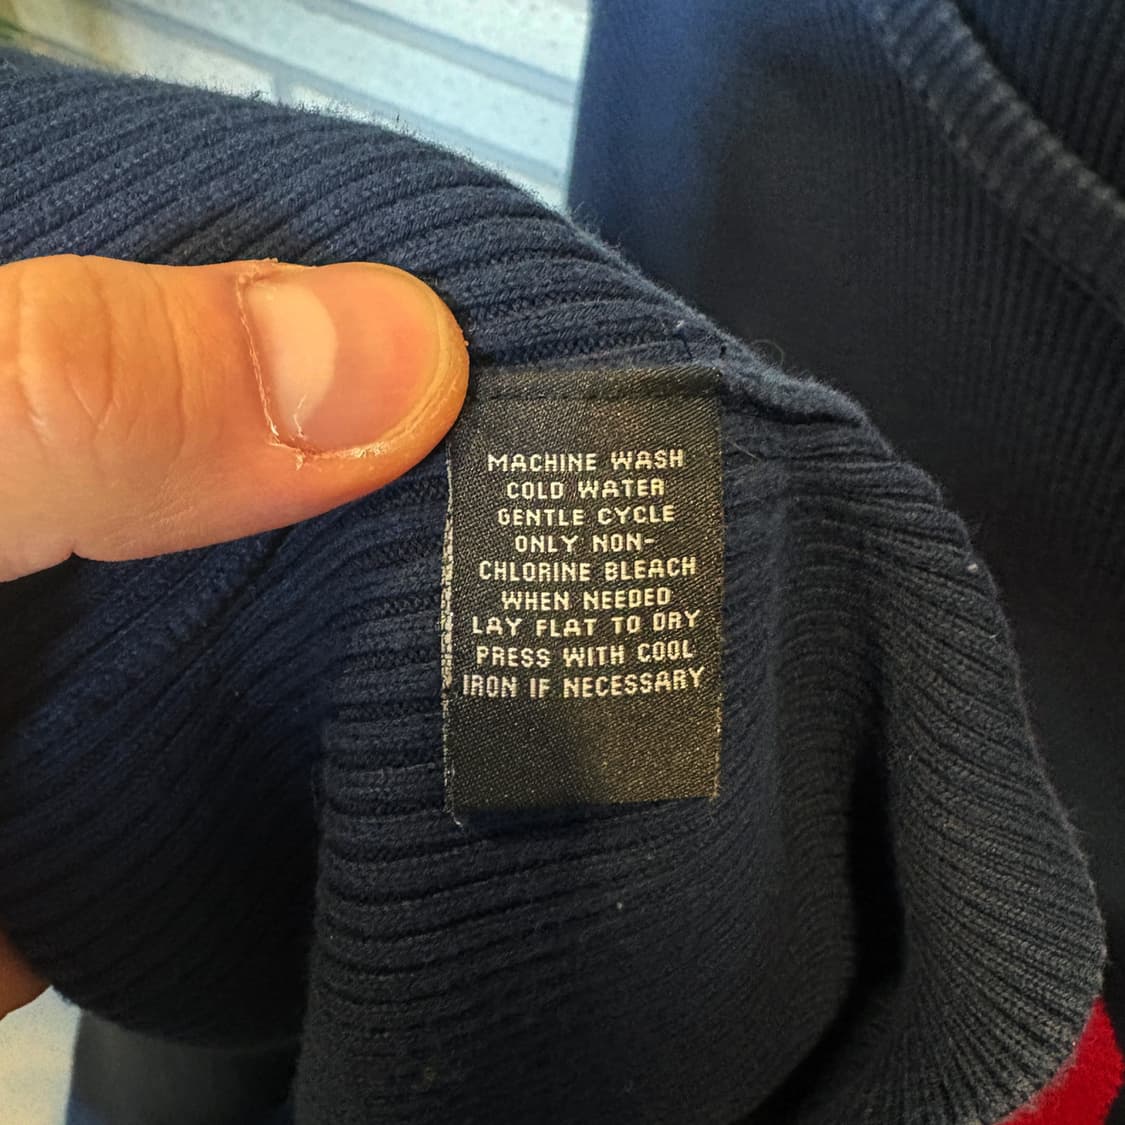 MACHINE WASH
COLD WATER
GENTLE CYCLE
ONLY NON-
CHLORINE BLEACH
WHEN NEEDED
LAY FLAT TO DRY
PRESS WITH COOL
IRON IF NECESSARY